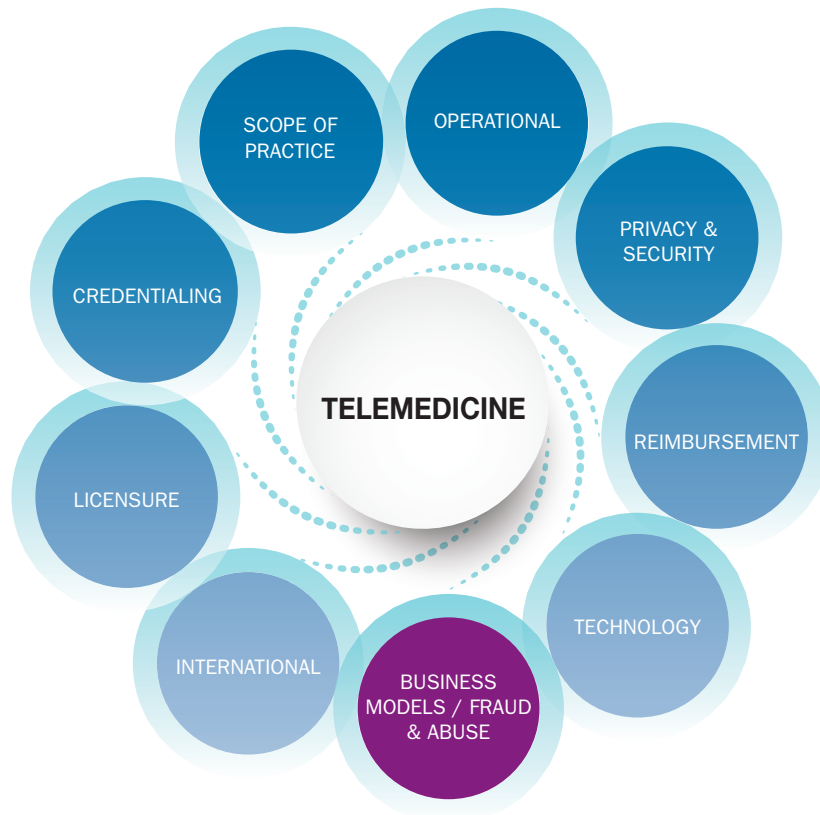 SCOPE OF
PRACTICE
OPERATIONAL
PRIVACY &
SECURITY
CREDENTIALING
TELEMEDICINE
REIMBURSEMENT
LICENSURE
TECHNOLOGY
INTERNATIONAL
BUSINESS
MODELS / FRAUD
& ABUSE